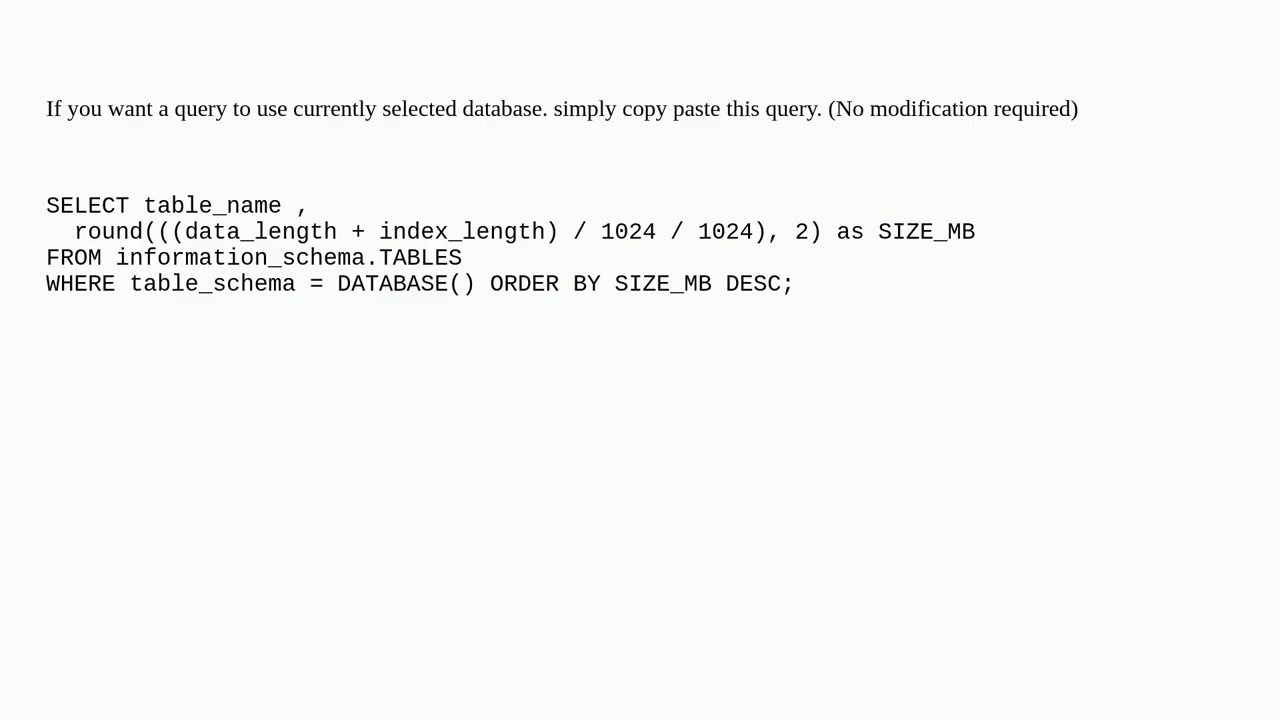 If you want a query to use currently selected database. simply copy paste this query. (No modification required)
SELECT table_name ,
  round(((data_length + index_length) / 1024 / 1024), 2) as SIZE_MB
FROM information_schema.TABLES
WHERE table_schema = DATABASE() ORDER BY SIZE_MB DESC;